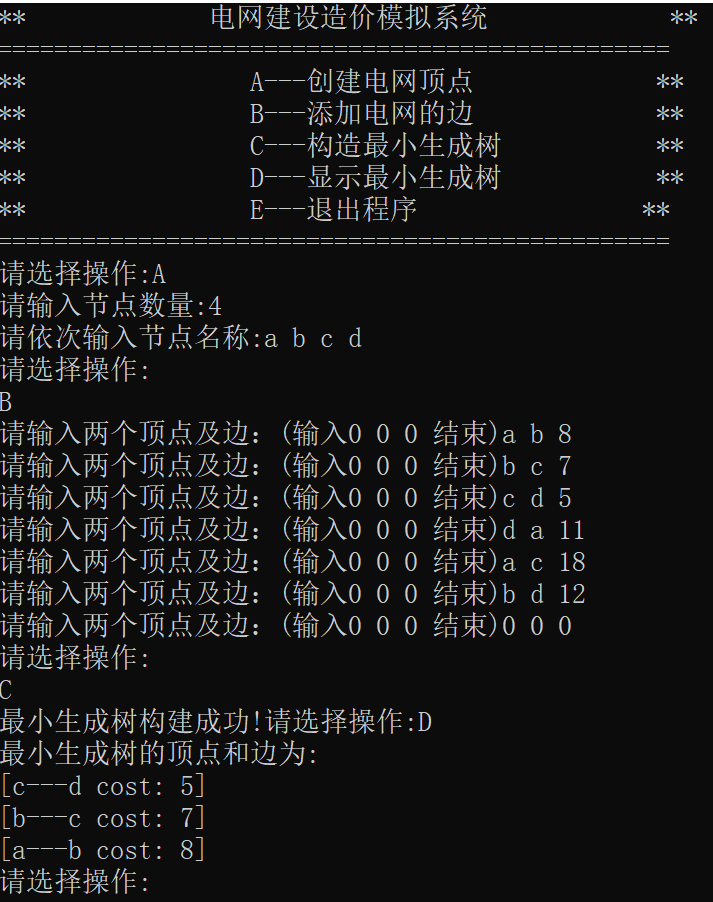 **             电网建设造价模拟系统             **
================================================
**                A---创建电网顶点             **
**                B---添加电网的边             **
**                C---构造最小生成树           **
**                D---显示最小生成树           **
**                E---退出程序                **
================================================
请选择操作:A
请输入节点数量:4
请依次输入节点名称:a b c d
请选择操作:
B
请输入两个顶点及边: (输入0 0 0 结束)a b 8
请输入两个顶点及边: (输入0 0 0 结束)b c 7
请输入两个顶点及边: (输入0 0 0 结束)c d 5
请输入两个顶点及边: (输入0 0 0 结束)d a 11
请输入两个顶点及边: (输入0 0 0 结束)a c 18
请输入两个顶点及边: (输入0 0 0 结束)b d 12
请输入两个顶点及边: (输入0 0 0 结束)0 0 0
请选择操作:
C
最小生成树构建成功!请选择操作:D
最小生成树的顶点和边为:
[c---d cost: 5]
[b---c cost: 7]
[a---b cost: 8]
请选择操作: